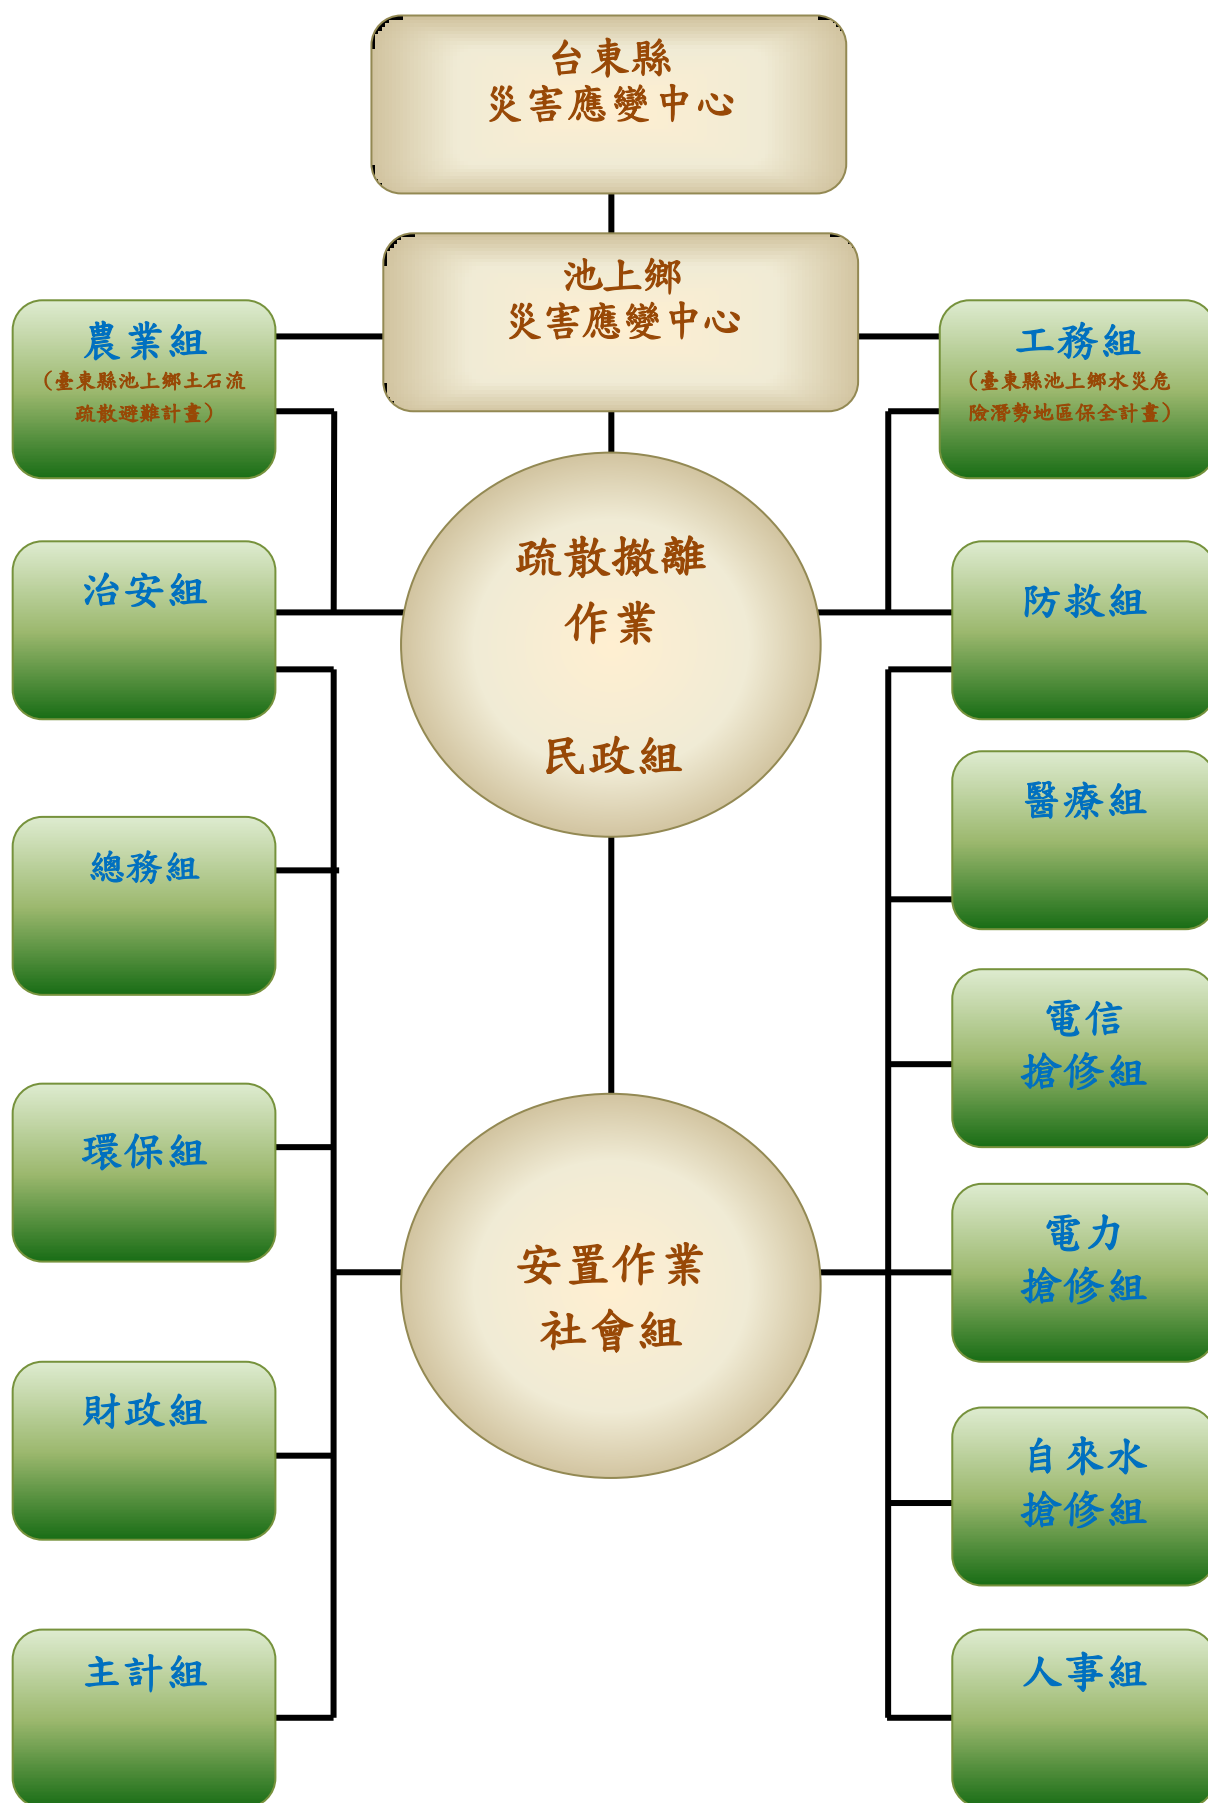 台東縣
災害應變中心
池上鄉
災害應變中心
農業組
（臺東縣池上鄉土石流
疏散避難計畫）
工務組
（臺東縣池上鄉水災危
險潛勢地區保全計畫）
疏散撤離
作業
民政組
治安組
防救組
醫療組
總務組
電信
搶修組
環保組
電力
搶修組
安置作業
社會組
財政組
自來水
搶修組
主計組
人事組